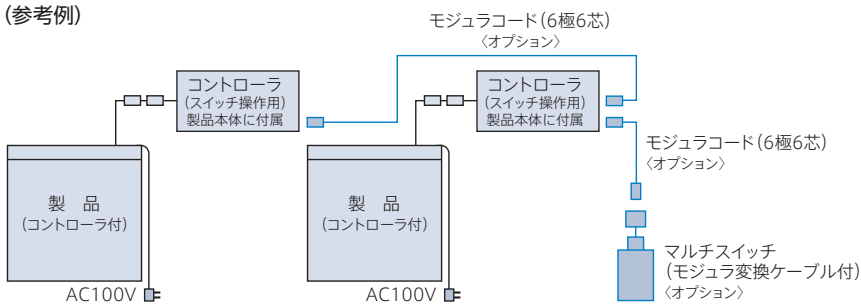 (参考例)
モジュラコード(6極6芯)
〈オプション〉
コントローラ
(スイッチ操作用)
製品本体に付属
コントローラ
(スイッチ操作用)
製品本体に付属
モジュラコード(6極6芯)
〈オプション〉
製 品
(コントローラ付)
製 品
(コントローラ付)
マルチスイッチ
(モジュラ変換ケーブル付)
〈オプション〉
AC100V
AC100V